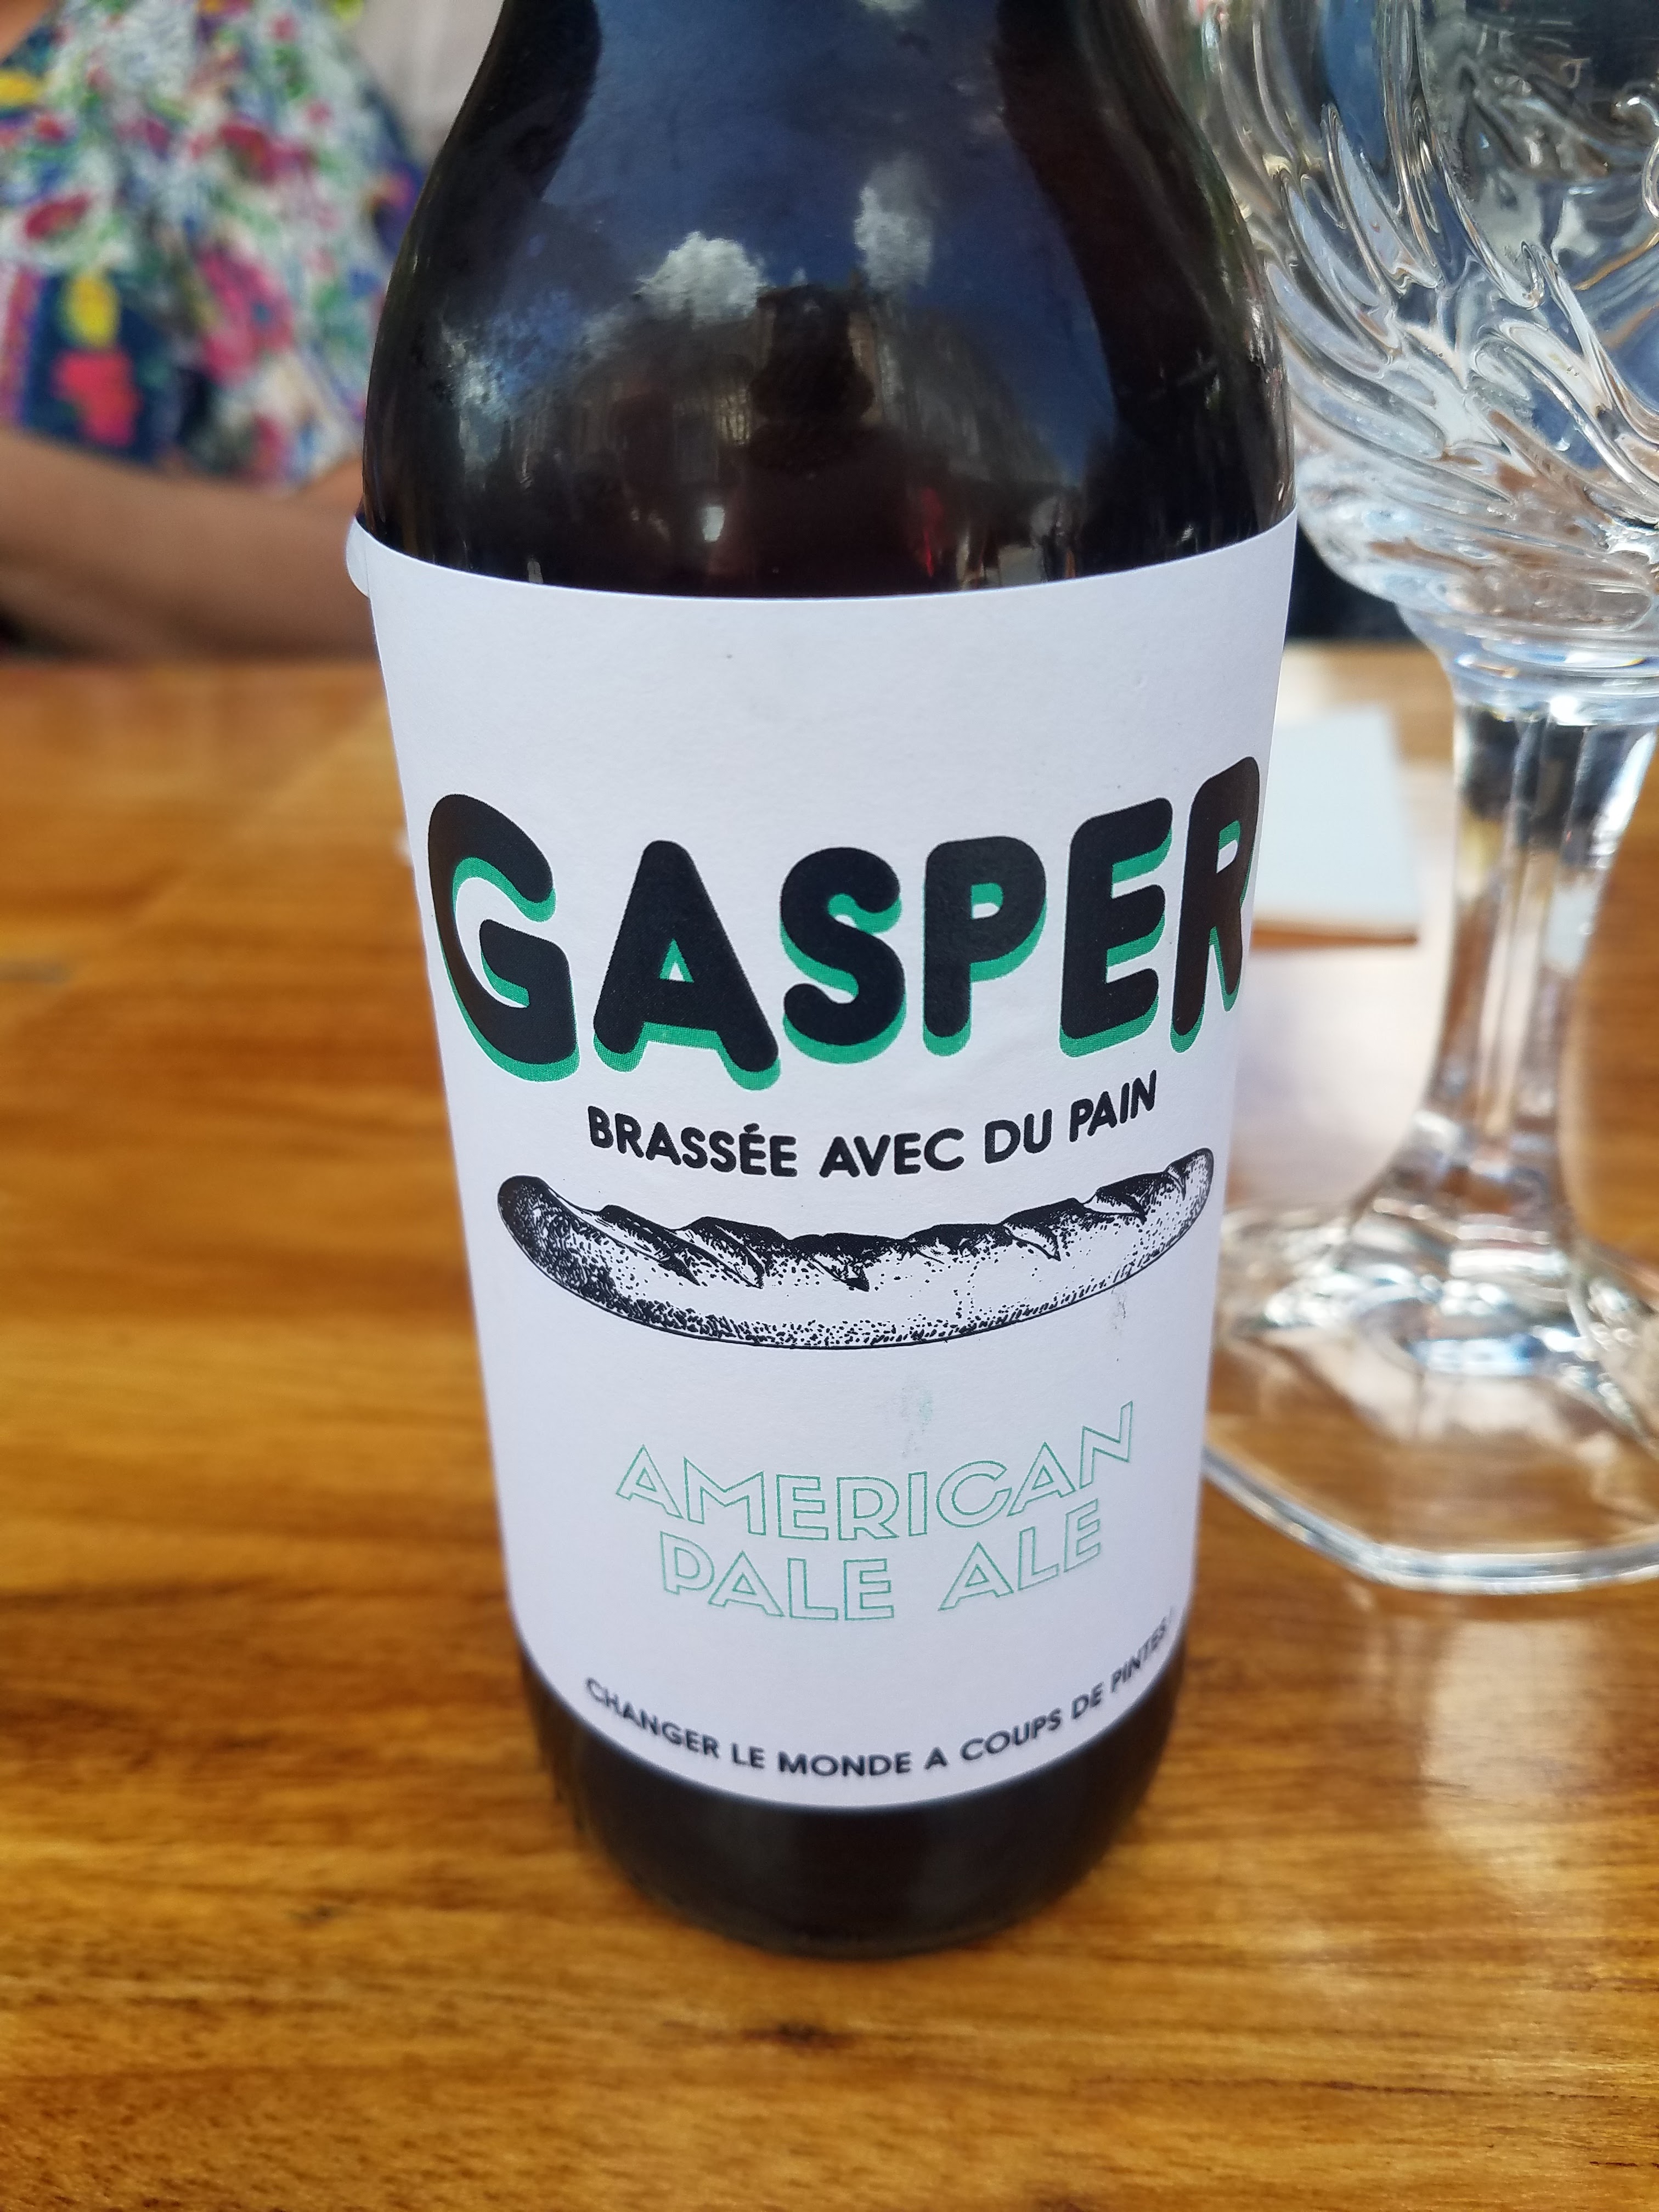 GASPER
BRASSÉE AVEC DU PAIN
AMERICAN
PALE ALE
CHANGER LE MONDE A COUPS DE PINTES !